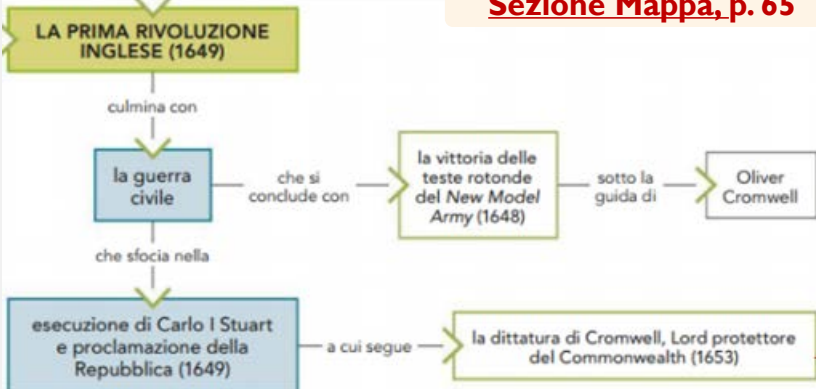 Sezione Mappa, p. 65
LA PRIMA RIVOLUZIONE
INGLESE (1649)
culmina con
la guerra
civile
che si
conclude con
la vittoria delle
teste rotonde
del New Model
Army (1648)
sotto la
guida di
Oliver
Cromwell
che sfocia nella
esecuzione di Carlo I Stuart
e proclamazione della
Repubblica (1649)
a cui segue
la dittatura di Cromwell, Lord protettore
del Commonwealth (1653)